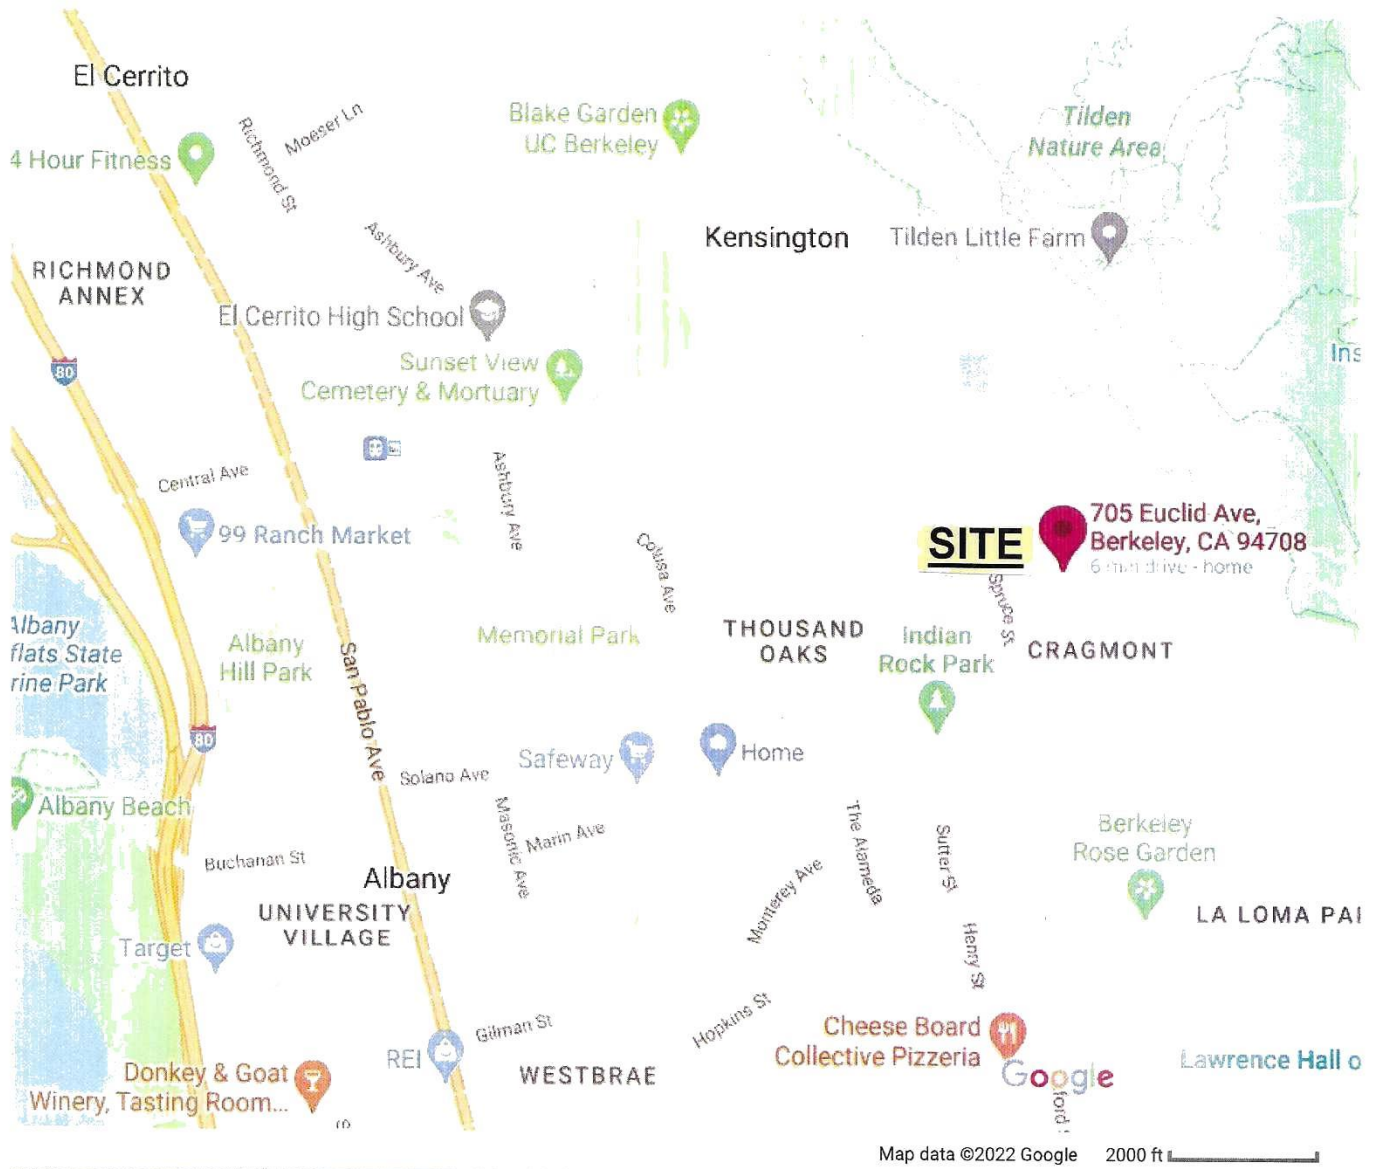 El Cerrito
Moeser Ln
Richmond St
4 Hour Fitness
Blake Garden
UC Berkeley
Tilden
Nature Area
Ashbury Ave
Kensington
Tilden Little Farm
RICHMOND
ANNEX
El Cerrito High School
Sunset View
Cemetery & Mortuary
80
Ins
Central Ave
Ashbury Ave
99 Ranch Market
Colusa Ave
SITE
705 Euclid Ave,
Berkeley, CA 94708
6 min drive - home
Spruce St
Albany
flats State
rine Park
Albany
Hill Park
San Pablo Ave
Memorial Park
THOUSAND
OAKS
Indian
Rock Park
CRAGMONT
80
Safeway
Home
Solano Ave
Albany Beach
Masonic Ave
Marin Ave
The Alameda
Sutter St
Berkeley
Rose Garden
Buchanan St
Albany
Monterey Ave
UNIVERSITY
VILLAGE
LA LOMA PAI
Target
Henry St
Hopkins St
Gilman St
REI
WESTBRAE
Cheese Board
Collective Pizzeria
Google
Lawrence Hall o
Donkey & Goat
Winery, Tasting Room...
ford
Map data ©2022 Google 2000 ft